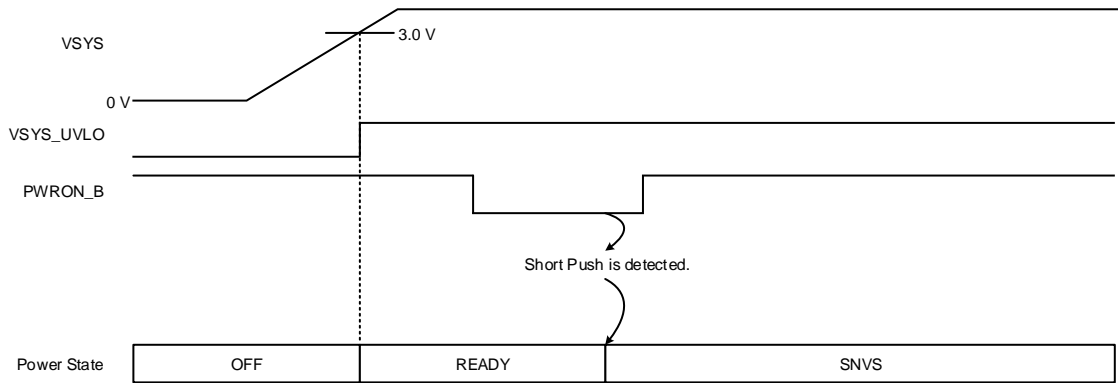 VSYS
3.0 V
0 V
VSYS_UVLO
PWRON_B
Short Push is detected.
Power State
OFF
READY
SNVS